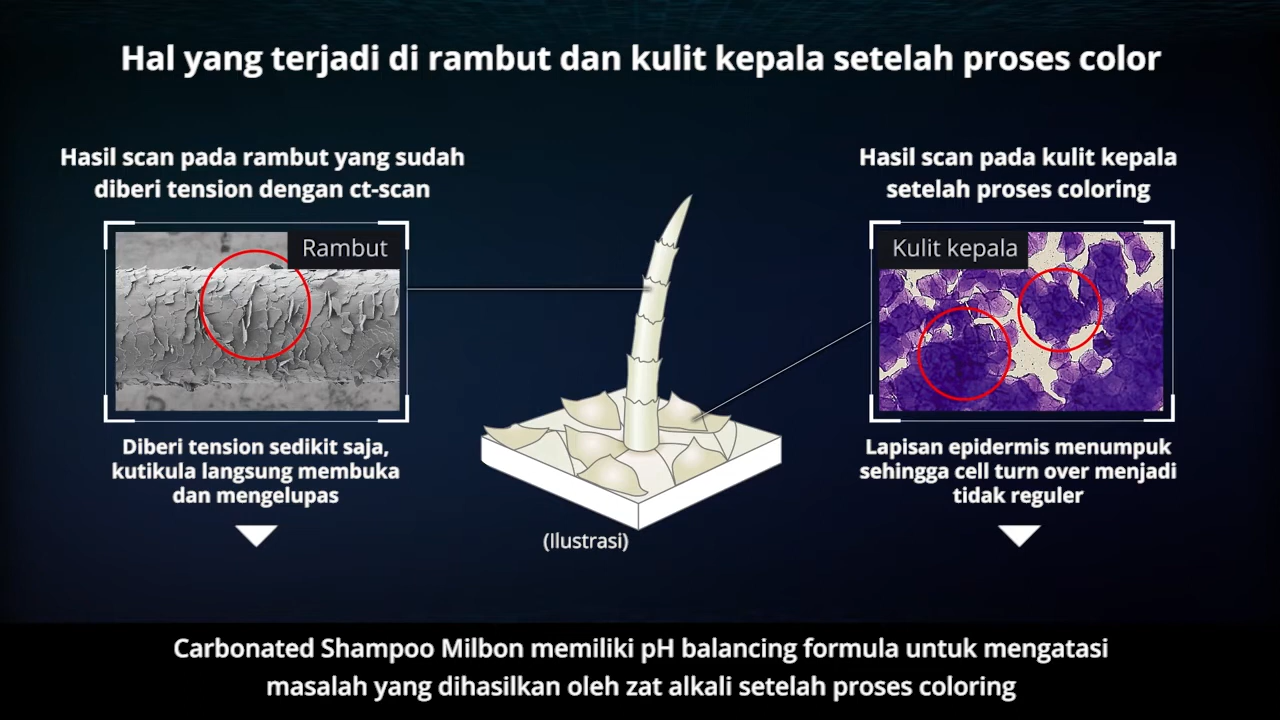 Hal yang terjadi di rambut dan kulit kepala setelah proses color
Hasil scan pada rambut yang sudah
diberi tension dengan ct-scan
Rambut
Diberi tension sedikit saja,
kutikula langsung membuka
dan mengelupas
(Ilustrasi)
Hasil scan pada kulit kepala
setelah proses coloring
Kulit kepala
Lapisan epidermis menumpuk
sehingga cell turn over menjadi
tidak reguler
Carbonated Shampoo Milbon memiliki pH balancing formula untuk mengatasi
masalah yang dihasilkan oleh zat alkali setelah proses coloring